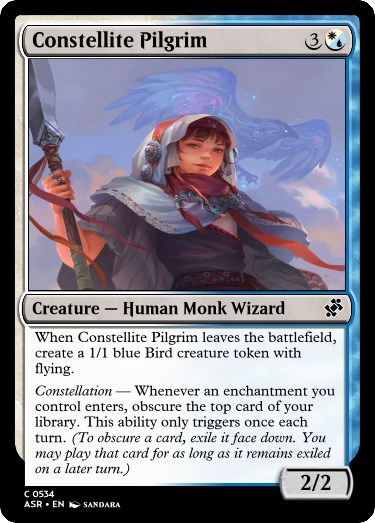 Constellite Pilgrim 3
Creature — Human Monk Wizard
When Constellite Pilgrim leaves the battlefield,
create a 1/1 blue Bird creature token with
flying.
Constellation — Whenever an enchantment you
control enters, obscure the top card of your
library. This ability only triggers once each
turn. (To obscure a card, exile it face down. You
may play that card for as long as it remains exiled
on a later turn.)
2/2
C 0534
ASR • EN SANDARA